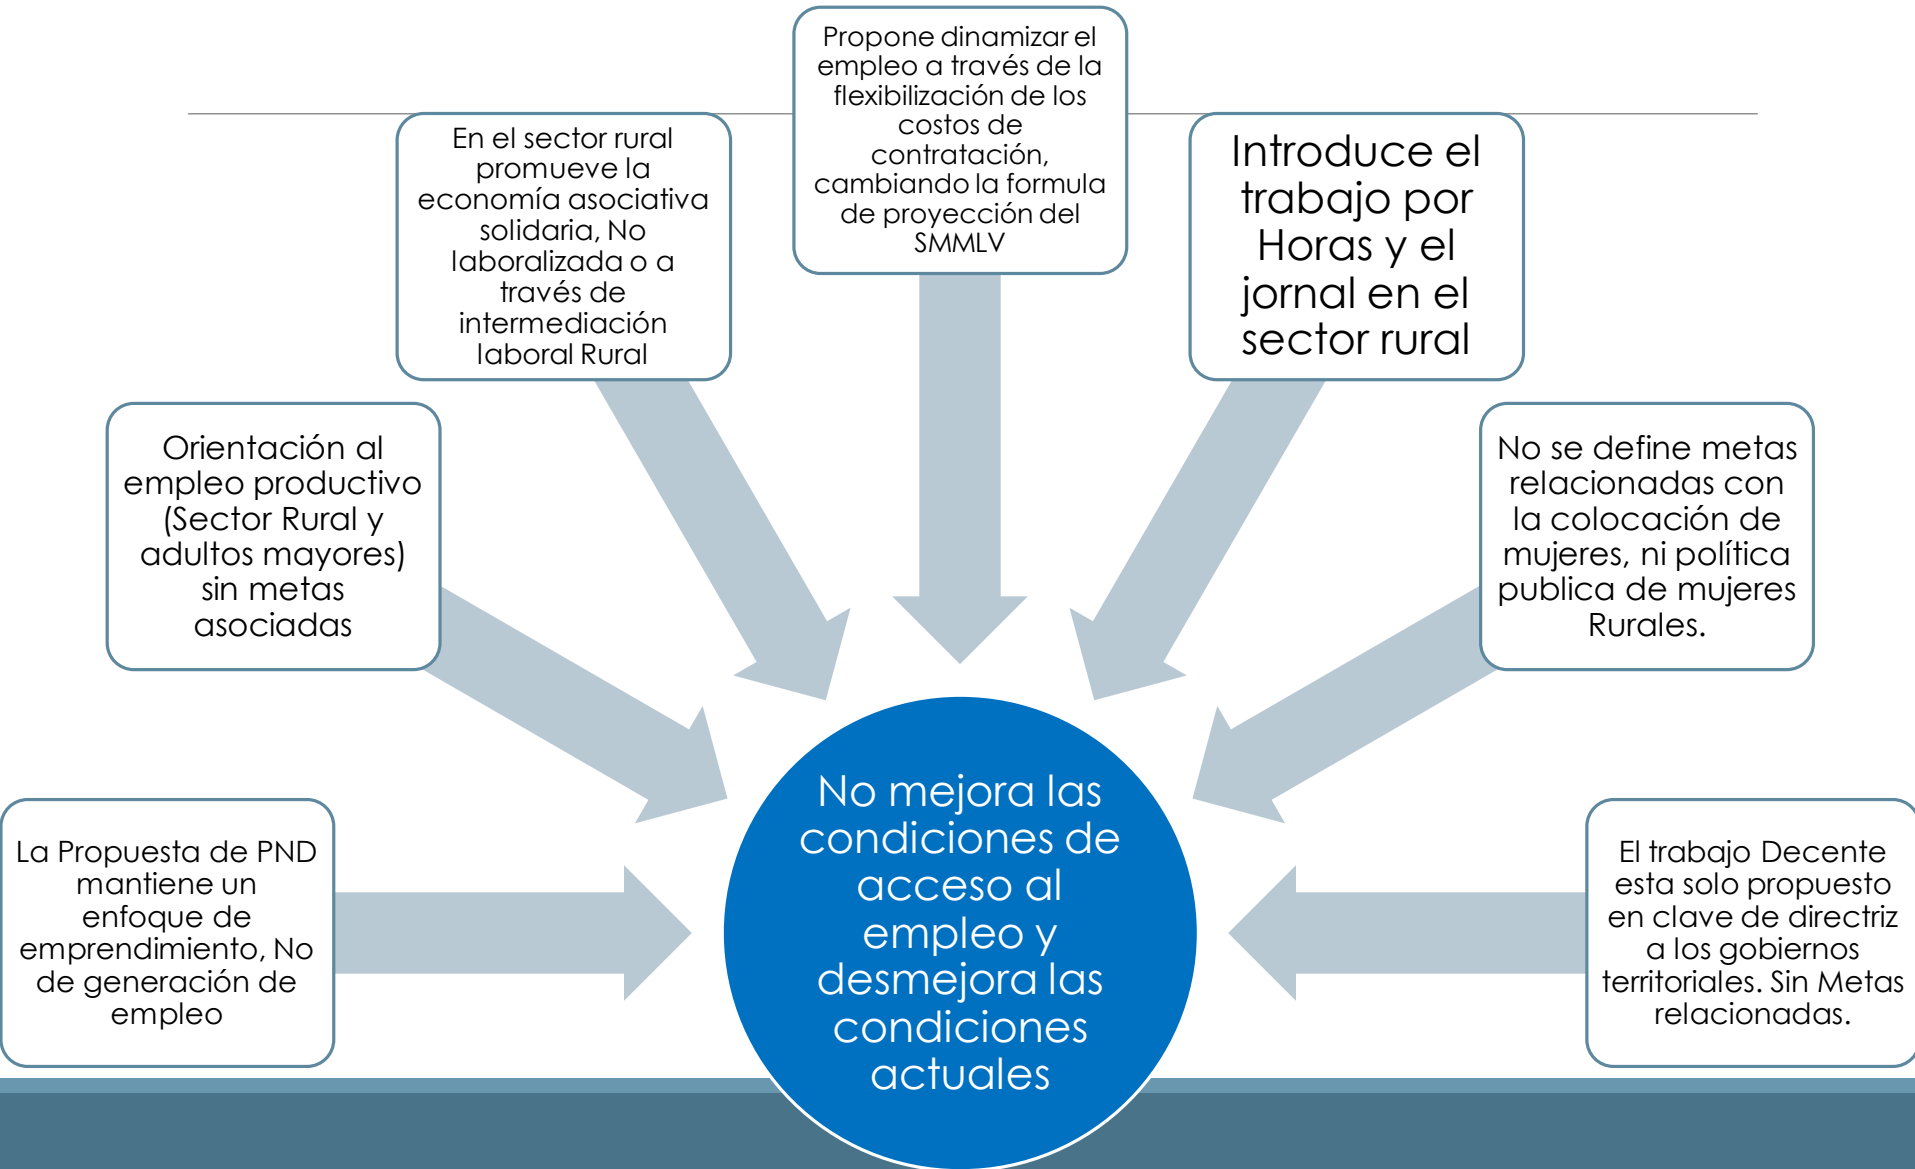 Propone dinamizar el
empleo a través de la
flexibilización de los
costos de
contratación,
cambiando la formula
de proyección del
SMMLV
En el sector rural
promueve la
economía asociativa
solidaria, No
laboralizada o a
través de
intermediación
laboral Rural
Introduce el
trabajo por
Horas y el
jornal en el
sector rural
Orientación al
empleo productivo
(Sector Rural y
adultos mayores)
sin metas
asociadas
No se define metas
relacionadas con
la colocación de
mujeres, ni política
publica de mujeres
Rurales.
La Propuesta de PND
mantiene un
enfoque de
emprendimiento, No
de generación de
empleo
No mejora las
condiciones de
acceso al
empleo y
desmejora las
condiciones
actuales
El trabajo Decente
esta solo propuesto
en clave de directriz
a los gobiernos
territoriales. Sin Metas
relacionadas.